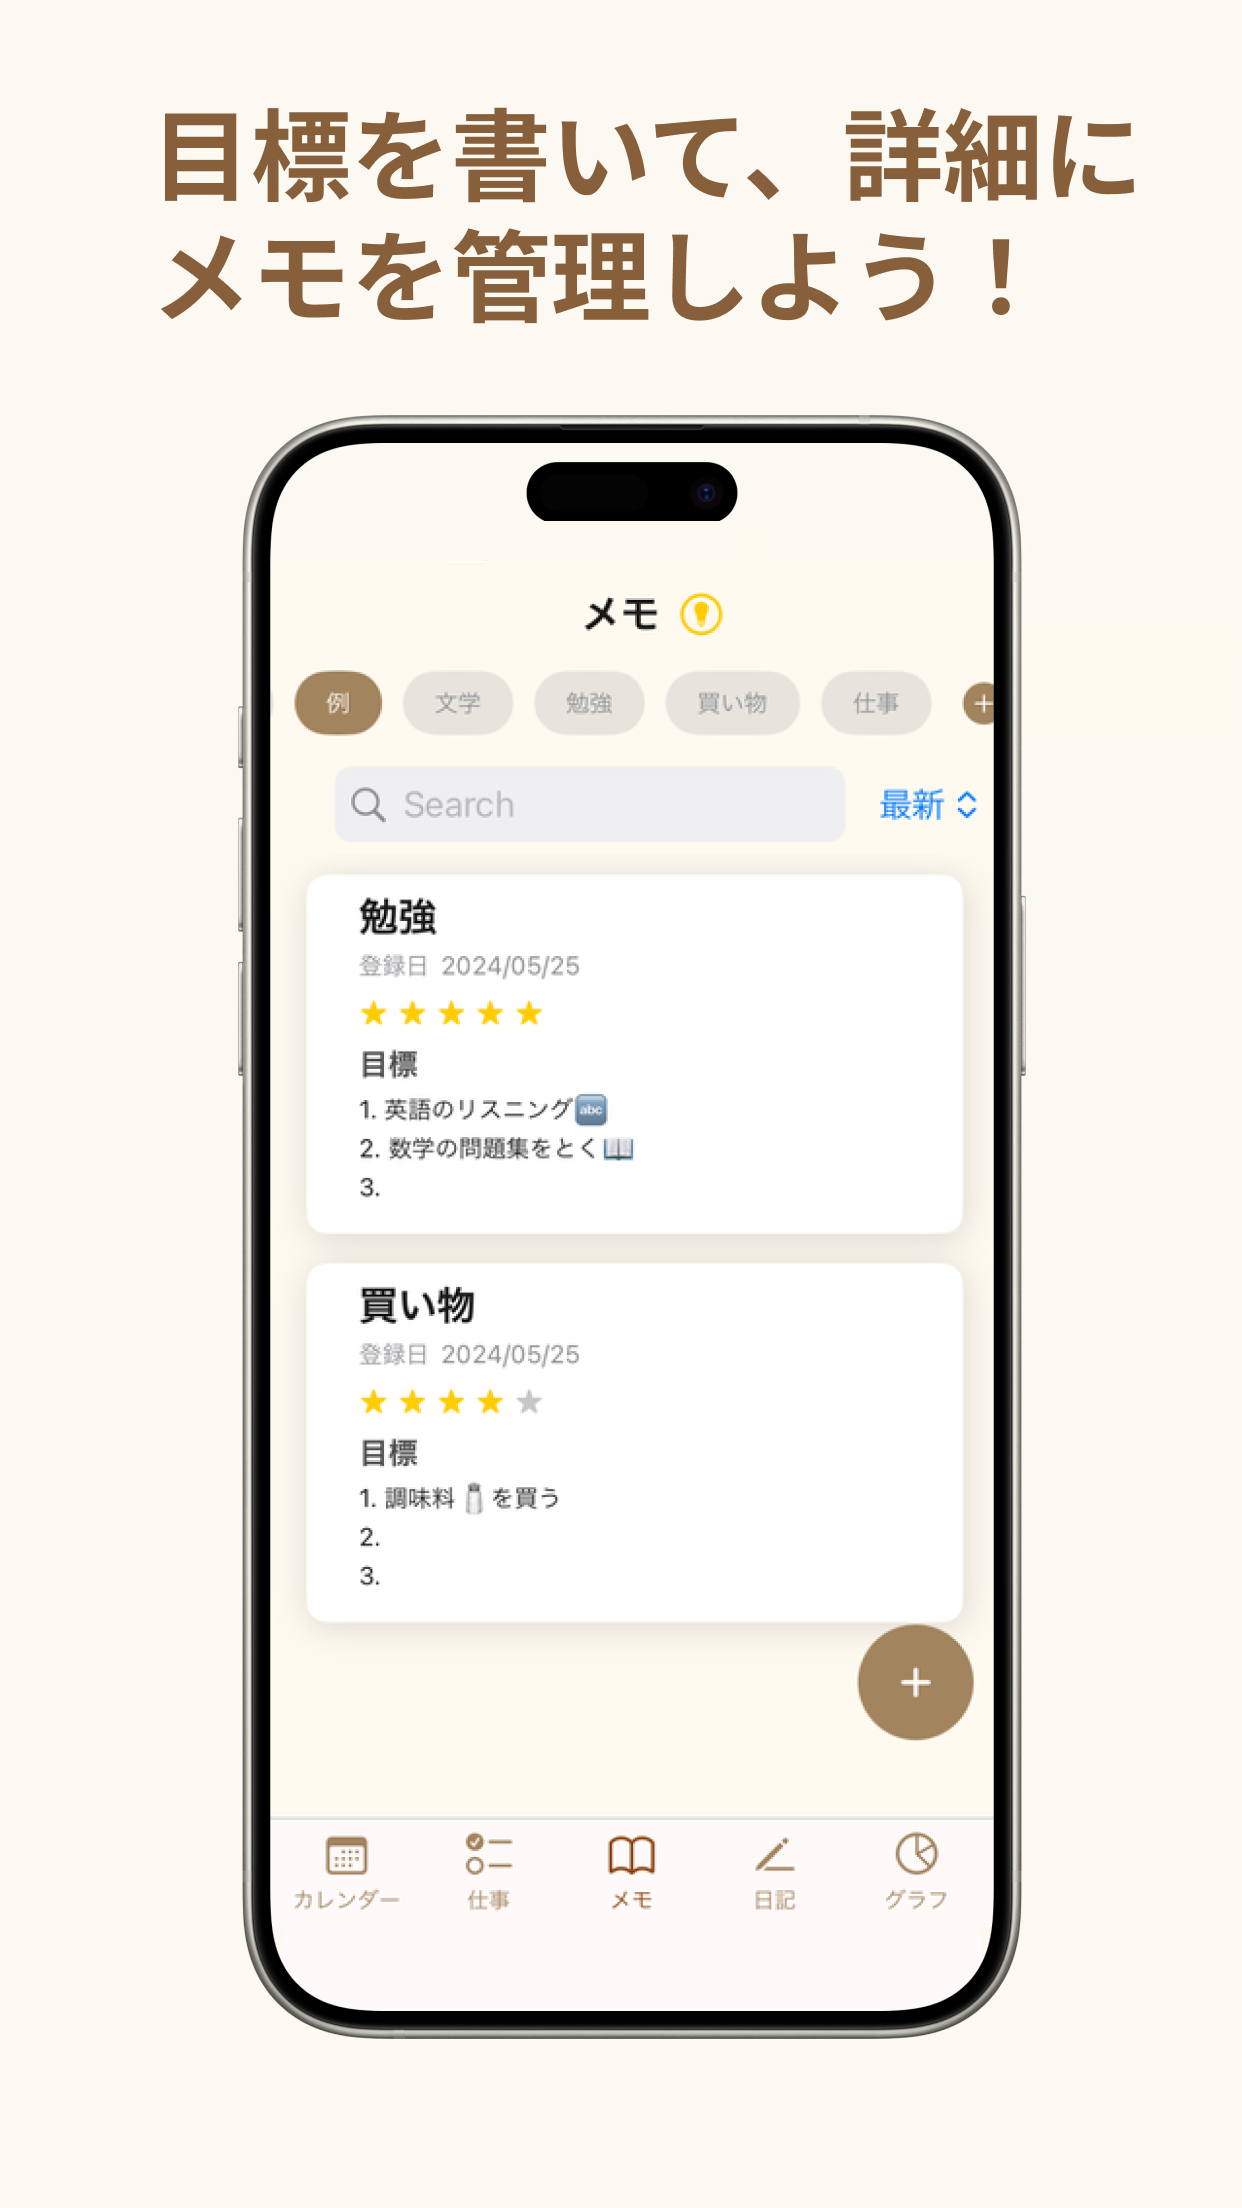 目標を書いて、詳細に
メモを管理しよう！
メモ
例 文学 勉強 買い物 仕事 +
Search 最新
勉強
登録日 2024/05/25
★★★★★
目標
1. 英語のリスニング🔤
2. 数学の問題集をとく📖
3.
買い物
登録日 2024/05/25
★★★★★
目標
1. 調味料🧂を買う
2.
3.
+
カレンダー 仕事 メモ 日記 グラフ